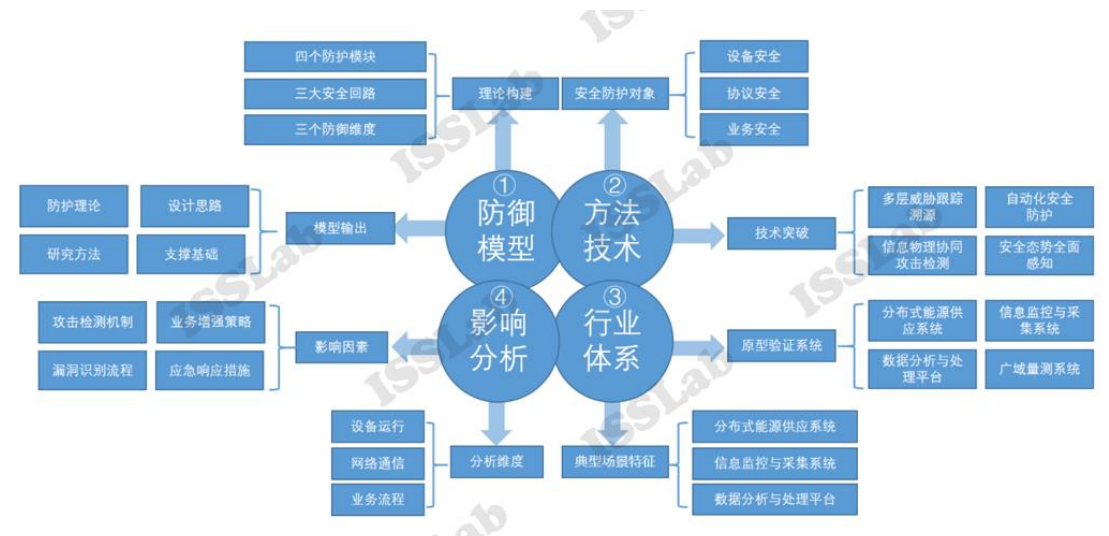 四个防护模块
三大安全回路
三个防御维度
理论构建
安全防护对象
设备安全
协议安全
业务安全
防护理论
设计思路
研究方法
支撑基础
模型输出
①
防御
模型
②
方法
技术
技术突破
多层威胁跟踪
溯源
自动化安全
防护
信息物理协同
攻击检测
安全态势全面
感知
攻击检测机制
业务增强策略
漏洞识别流程
应急响应措施
影响因素
④
影响
分析
③
行业
体系
原型验证系统
分布式能源供
应系统
信息监控与采
集系统
数据分析与处
理平台
广域量测系统
设备运行
网络通信
业务流程
分析维度
典型场景特征
分布式能源供应系统
信息监控与采集系统
数据分析与处理平台
ISSLab
ISSLab
ISSLab
ISSLab
ISSLab
ISSLab